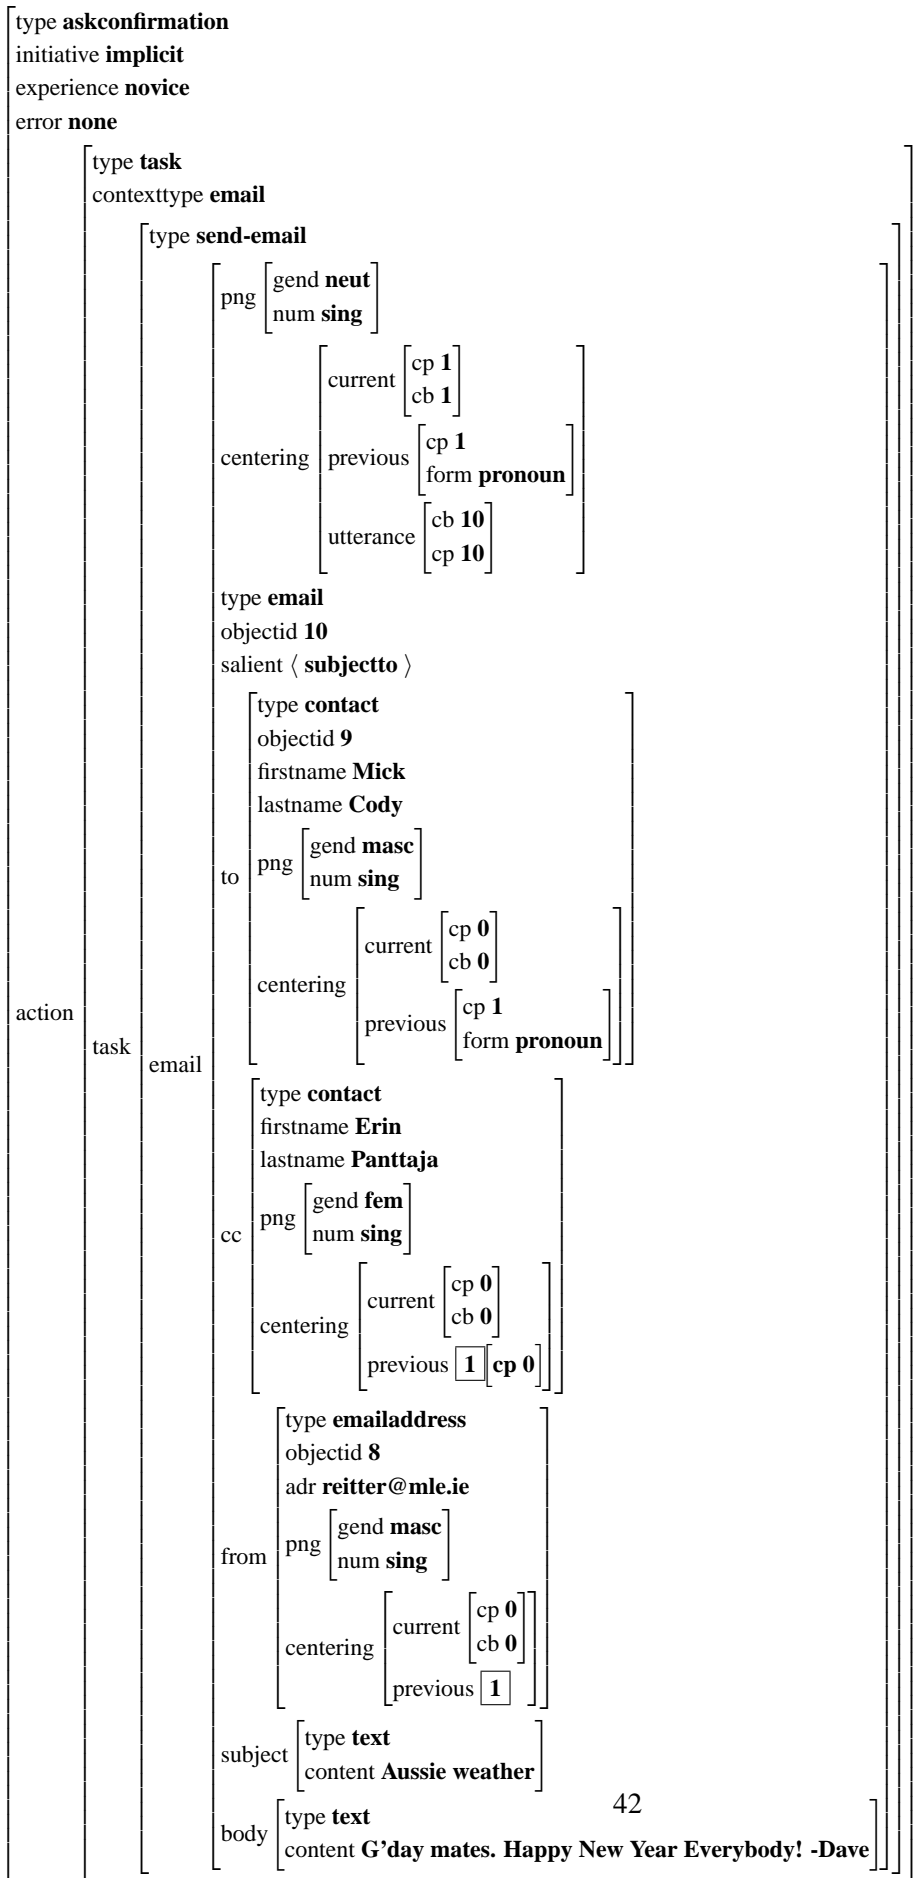 type askconfirmation
initiative implicit
experience novice
error none
action
type task
contexttype email
task
type send-email
email
png
gend neut
num sing
centering
current
cp 1
cb 1
previous
cp 1
form pronoun
utterance
cb 10
cp 10
type email
objectid 10
salient ⟨ subjectto ⟩
to
type contact
objectid 9
firstname Mick
lastname Cody
png
gend masc
num sing
centering
current
cp 0
cb 0
previous
cp 1
form pronoun
cc
type contact
firstname Erin
lastname Panttaja
png
gend fem
num sing
centering
current
cp 0
cb 0
previous 1 cp 0
from
type emailaddress
objectid 8
adr reitter@mle.ie
png
gend masc
num sing
centering
current
cp 0
cb 0
previous 1
subject
type text
content Aussie weather
42
body
type text
content G'day mates. Happy New Year Everybody! -Dave